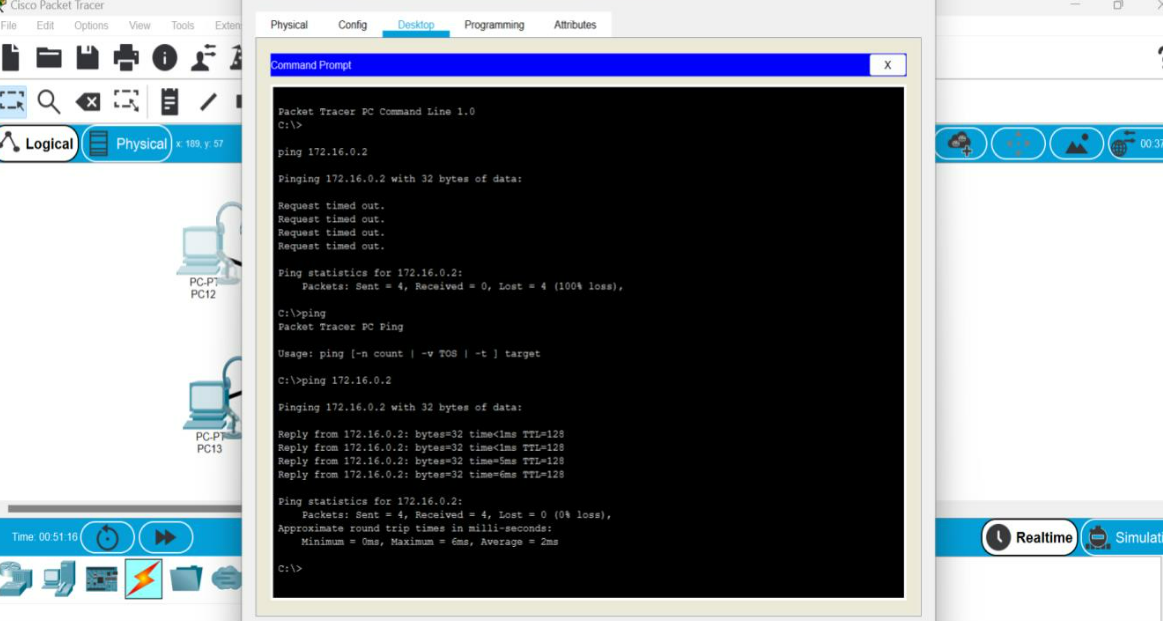 Cisco Packet Tracer
File Edit Options View Tools Exten
Physical Config Desktop Programming Attributes
Command Prompt
X
Logical
Physical
x: 189, y: 57
00:37
Packet Tracer PC Command Line 1.0
C:\>
ping 172.16.0.2
Pinging 172.16.0.2 with 32 bytes of data:
Request timed out.
Request timed out.
Request timed out.
Request timed out.
Ping statistics for 172.16.0.2:
Packets: Sent = 4, Received = 0, Lost = 4 (100% loss),
C:\>ping
Packet Tracer PC Ping
Usage: ping [-n count | -v TOS | -t ] target
C:\>ping 172.16.0.2
Pinging 172.16.0.2 with 32 bytes of data:
Reply from 172.16.0.2: bytes=32 time<1ms TTL=128
Reply from 172.16.0.2: bytes=32 time<1ms TTL=128
Reply from 172.16.0.2: bytes=32 time=5ms TTL=128
Reply from 172.16.0.2: bytes=32 time=6ms TTL=128
Ping statistics for 172.16.0.2:
Packets: Sent = 4, Received = 4, Lost = 0 (0% loss),
Approximate round trip times in milli-seconds:
Minimum = 0ms, Maximum = 6ms, Average = 2ms
C:\>
PC-PT
PC12
PC-PT
PC13
Time: 00:51:16
Realtime
Simulati